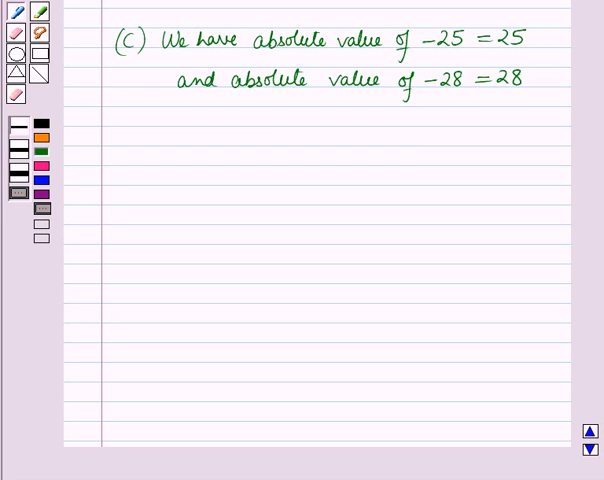 (C) We have absolute value of -25 = 25
and absolute value of -28 = 28